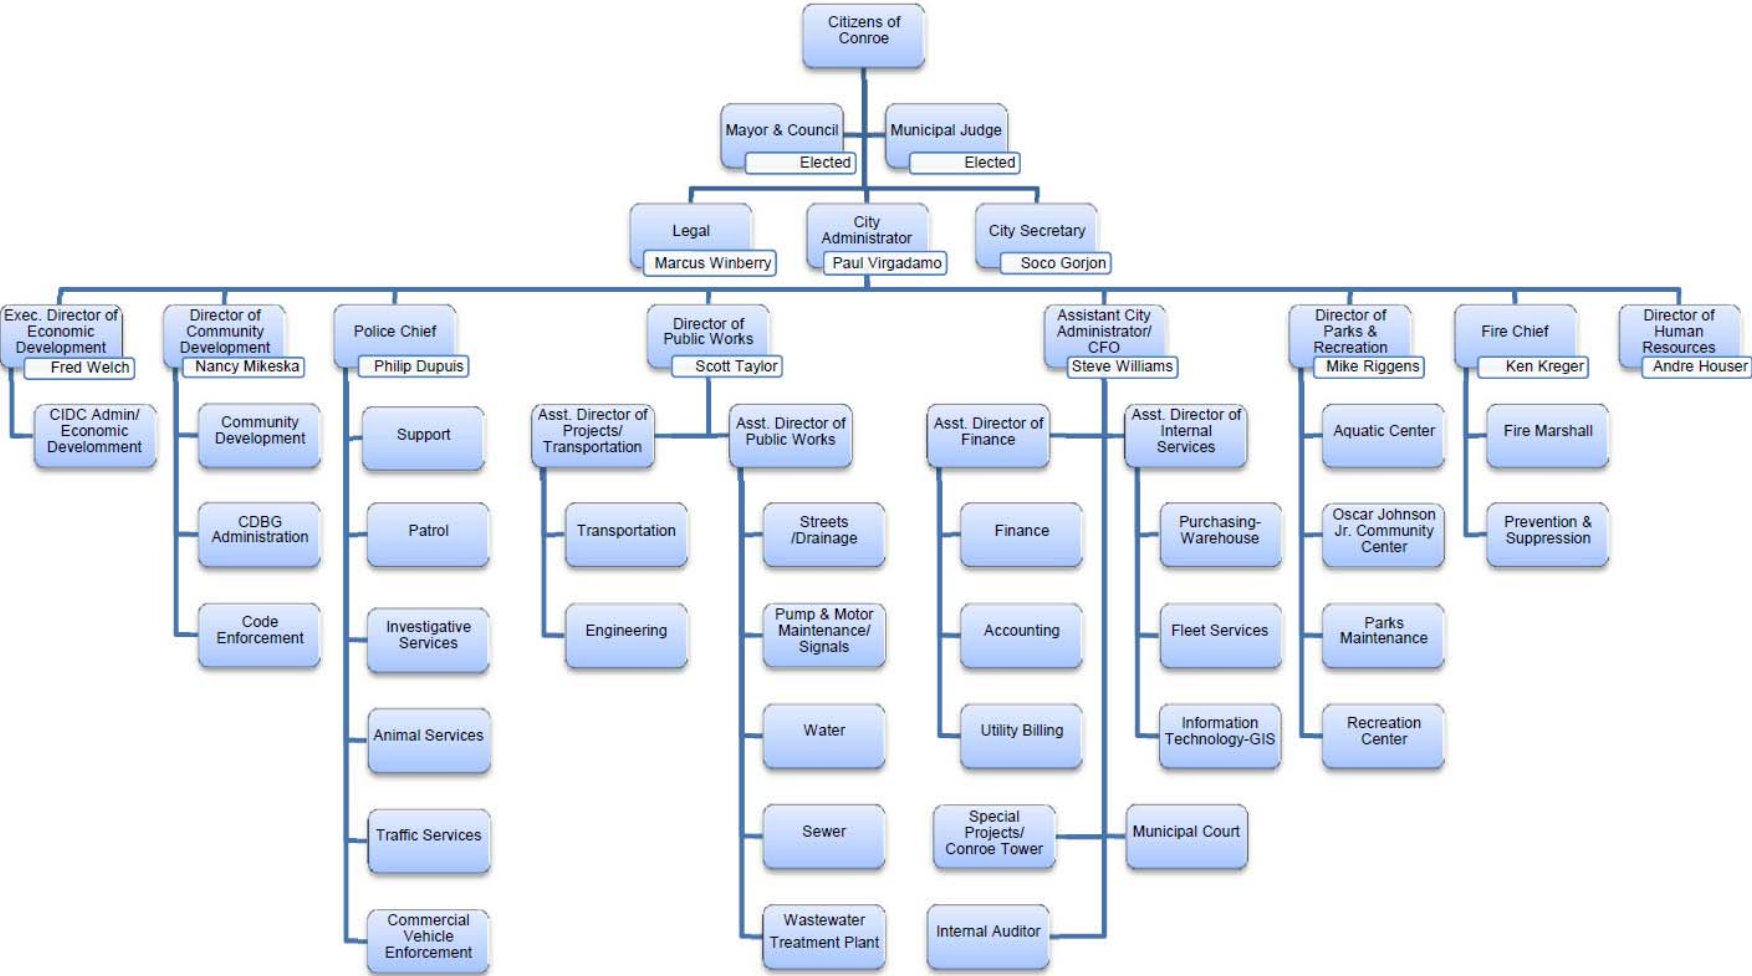 Citizens of
Conroe
Mayor & Council
Elected
Municipal Judge
Elected
Legal
Marcus Winberry
City
Administrator
Paul Virgadamo
City Secretary
Soco Gorjon
Exec. Director of
Economic
Development
Fred Welch
Director of
Community
Development
Nancy Mikeska
Police Chief
Philip Dupuis
Director of
Public Works
Scott Taylor
Assistant City
Administrator/
CFO
Steve Williams
Director of
Parks &
Recreation
Mike Riggens
Fire Chief
Ken Kreger
Director of
Human
Resources
Andre Houser
CIDC Admin/
Economic
Develomment
Community
Development
CDBG
Administration
Code
Enforcement
Support
Patrol
Investigative
Services
Animal Services
Traffic Services
Commercial
Vehicle
Enforcement
Asst. Director of
Projects/
Transportation
Transportation
Engineering
Asst. Director of
Public Works
Streets
/Drainage
Pump & Motor
Maintenance/
Signals
Water
Sewer
Wastewater
Treatment Plant
Asst. Director of
Finance
Finance
Accounting
Utility Billing
Asst. Director of
Internal
Services
Purchasing-
Warehouse
Fleet Services
Information
Technology-GIS
Special
Projects/
Conroe Tower
Municipal Court
Internal Auditor
Aquatic Center
Oscar Johnson
Jr. Community
Center
Parks
Maintenance
Recreation
Center
Fire Marshall
Prevention &
Suppression